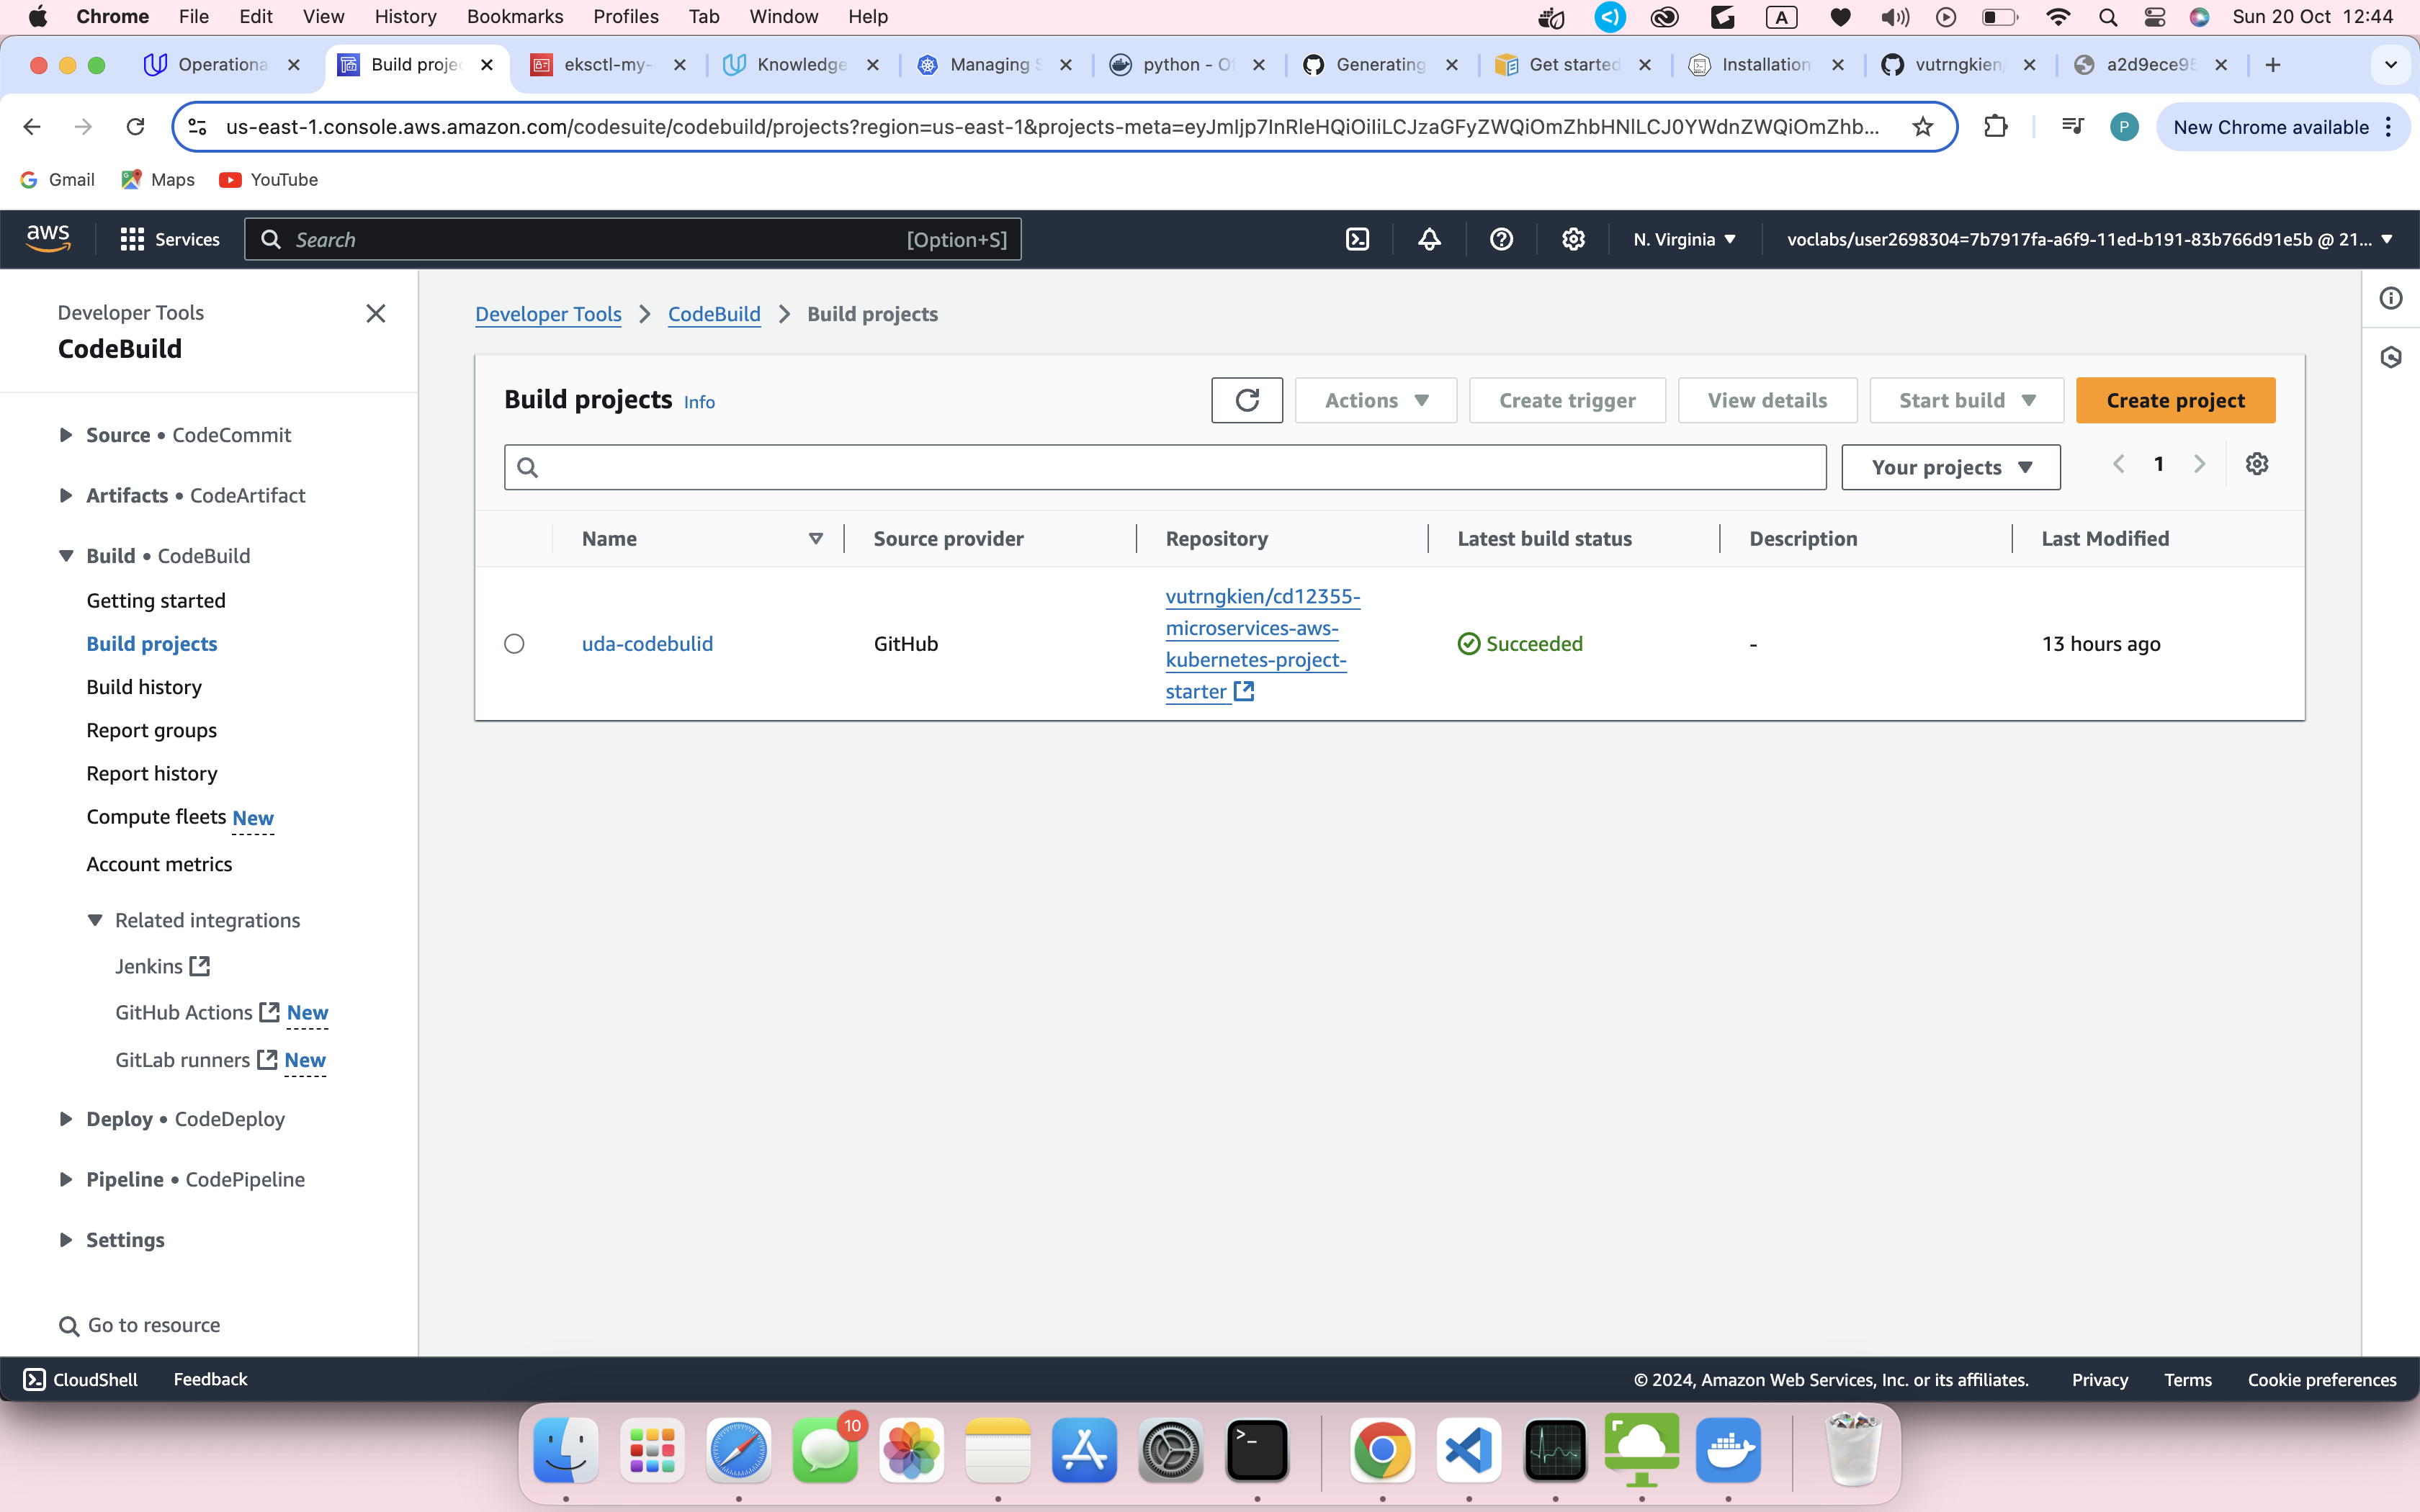 Chrome File Edit View History Bookmarks Profiles Tab Window Help A Sun 20 Oct 12:44
Operationa Build projec eksctl-my- Knowledge Managing S python - O Generating Get started Installation vutrngkien/ a2d9ece95
us-east-1.console.aws.amazon.com/codesuite/codebuild/projects?region=us-east-1&projects-meta=eyJmIjp7InRleHQiOiIiLCJzaGFyZWQiOmZhbHNlLCJ0YWdnZWQiOmZhb... P New Chrome available
Gmail Maps YouTube
aws Services Search [Option+S] N. Virginia voclabs/user2698304=7b7917fa-a6f9-11ed-b191-83b766d91e5b @ 21...
Developer Tools
CodeBuild
Source • CodeCommit
Artifacts • CodeArtifact
Build • CodeBuild
Getting started
Build projects
Build history
Report groups
Report history
Compute fleets New
Account metrics
Related integrations
Jenkins
GitHub Actions New
GitLab runners New
Deploy • CodeDeploy
Pipeline • CodePipeline
Settings
Go to resource
Developer Tools > CodeBuild > Build projects
Build projects Info Actions Create trigger View details Start build Create project
Your projects 1
Name Source provider Repository Latest build status Description Last Modified
uda-codebulid GitHub vutrngkien/cd12355-
microservices-aws-
kubernetes-project-
starter Succeeded - 13 hours ago
CloudShell Feedback © 2024, Amazon Web Services, Inc. or its affiliates. Privacy Terms Cookie preferences
10